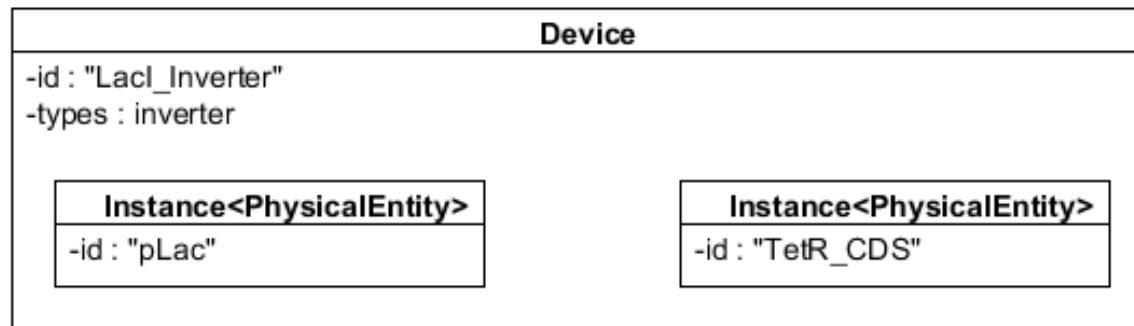 Device
-id : "LacI_Inverter"
-types : inverter
Instance<PhysicalEntity>
-id : "pLac"
Instance<PhysicalEntity>
-id : "TetR_CDS"